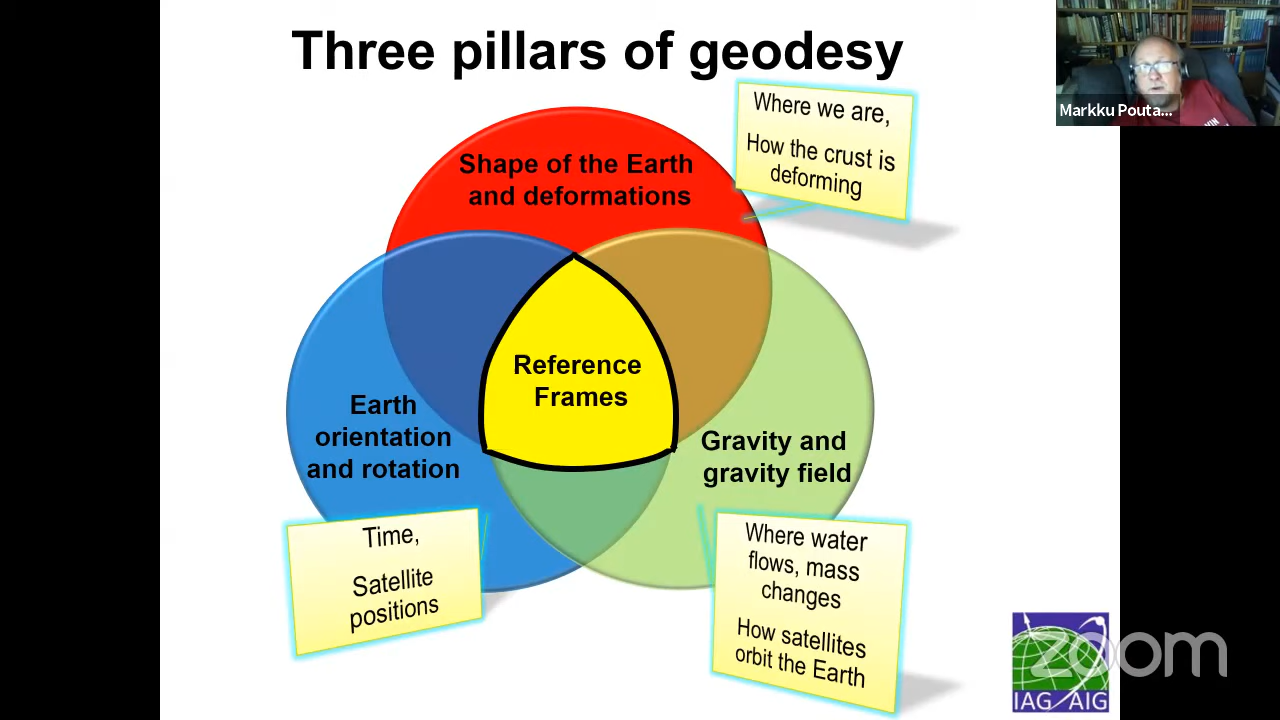 Three pillars of geodesy
Markku Pouta...
Where we are,
How the crust is
deforming
Shape of the Earth
and deformations
Reference
Frames
Earth
orientation
and rotation
Gravity and
gravity field
Time,
Satellite
positions
Where water
flows, mass
changes
How satellites
orbit the Earth
zoom
IAG AIG